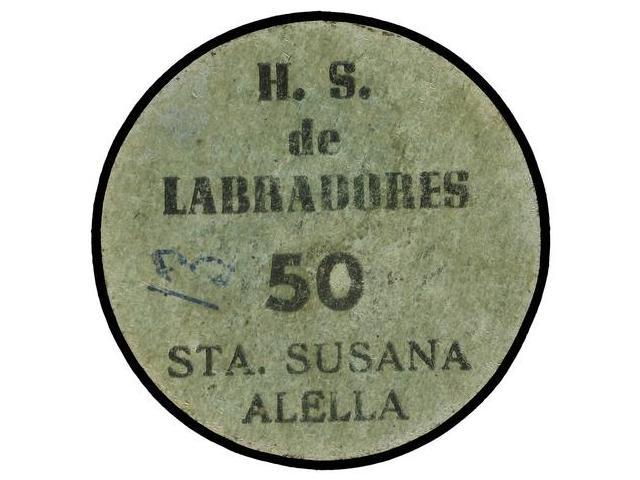 H. S.
de
LABRADORES
13
50
STA. SUSANA
ALELLA